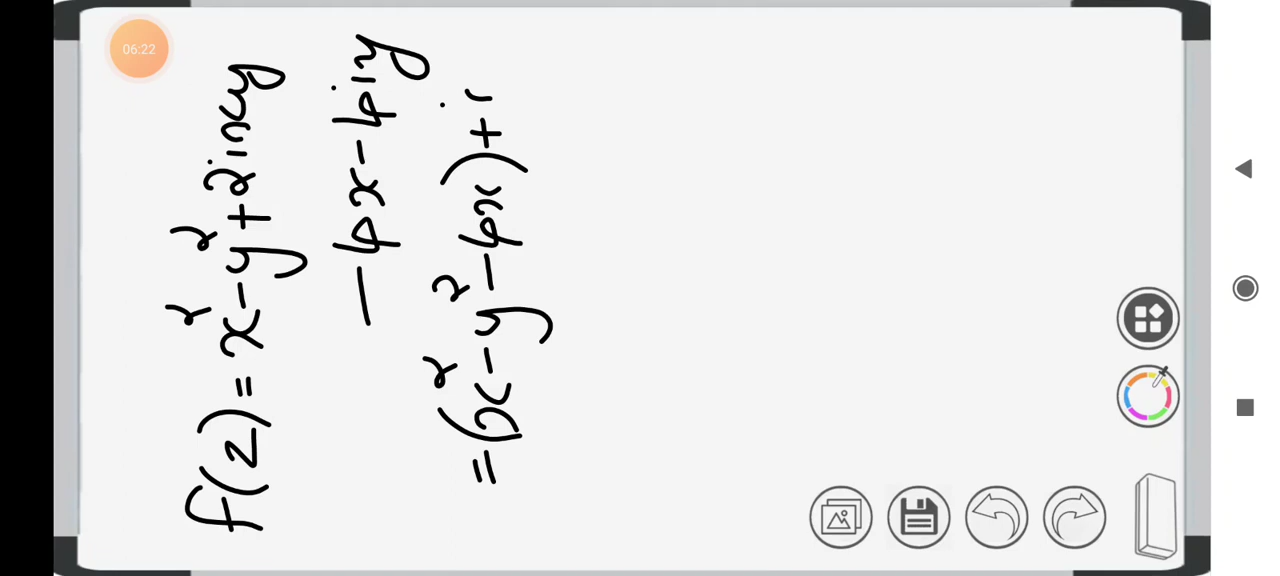 06:22
f(z) = x² - y² + 2ixy
- 6x - 6iy
= (x² - y² - 6x) + i